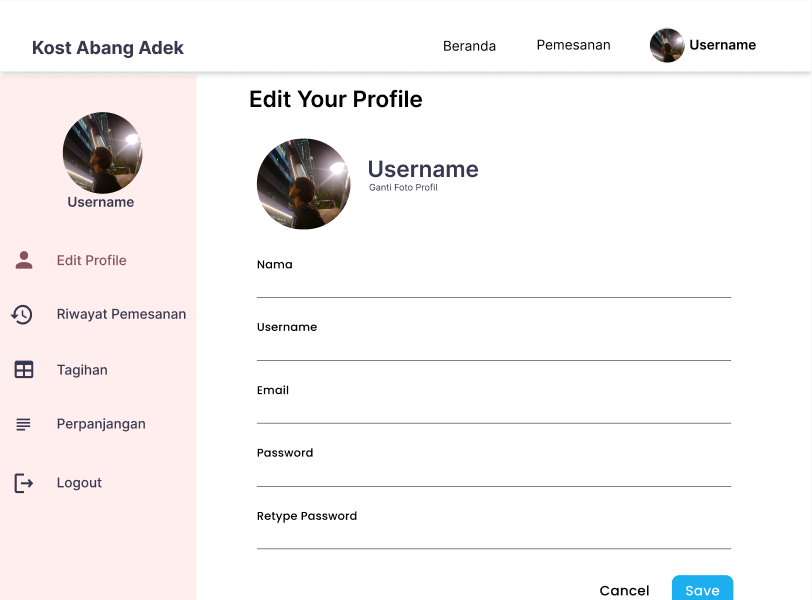 Kost Abang Adek
Beranda
Pemesanan
Username
Username
Edit Profile
Riwayat Pemesanan
Tagihan
Perpanjangan
Logout
Edit Your Profile
Username
Ganti Foto Profil
Nama
Username
Email
Password
Retype Password
Cancel
Save